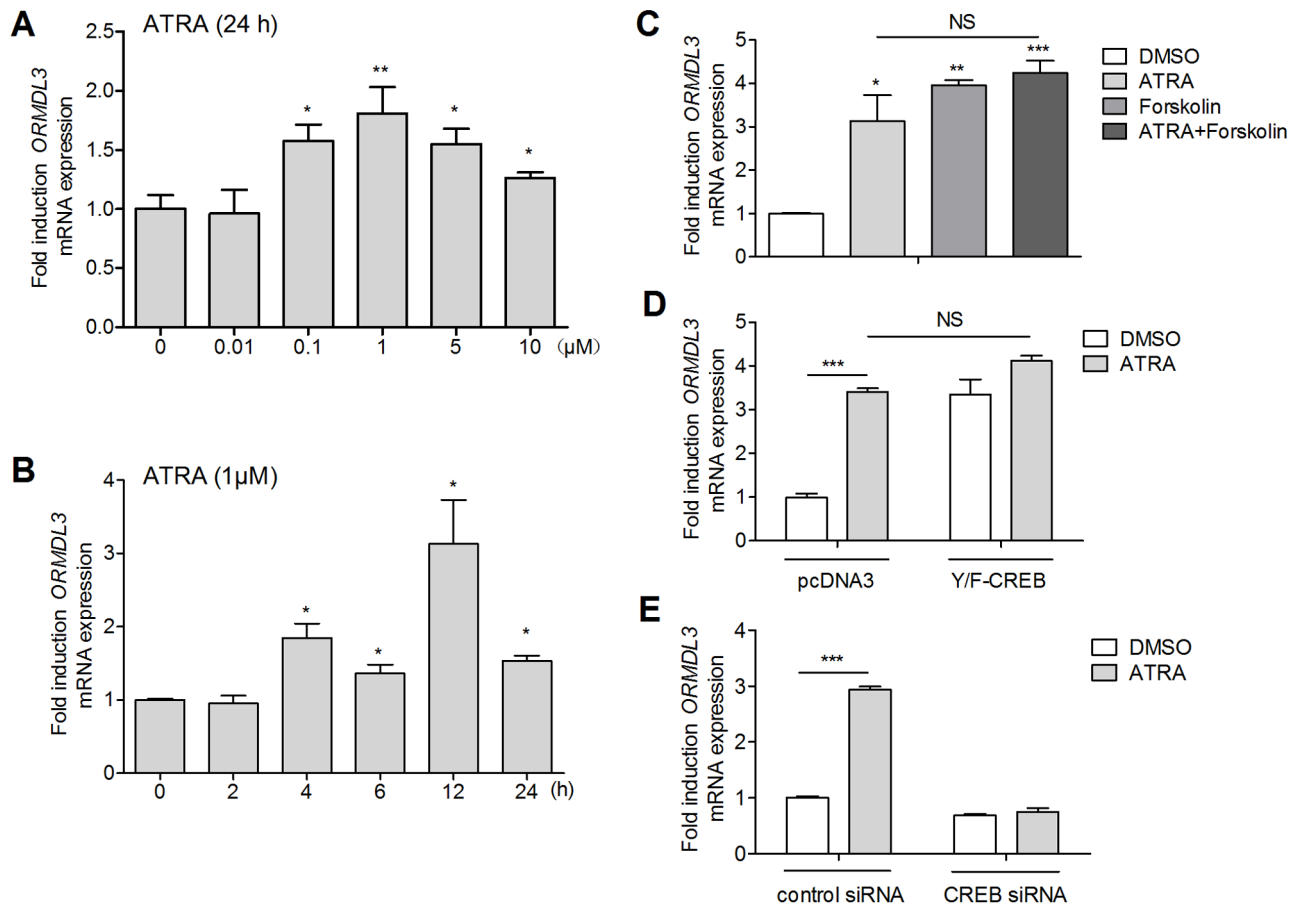 A
ATRA (24 h)
Fold induction ORMDL3
mRNA expression
2.5
2.0
1.5
1.0
0.5
0.0
*
**
*
*
0 0.01 0.1 1 5 10 (µM)
B
ATRA (1µM)
Fold induction ORMDL3
mRNA expression
4
3
2
1
0
*
*
*
*
0 2 4 6 12 24 (h)
C
Fold induction ORMDL3
mRNA expression
5
4
3
2
1
0
NS
*
**
***
DMSO
ATRA
Forskolin
ATRA+Forskolin
D
Fold induction ORMDL3
mRNA expression
5
4
3
2
1
0
NS
***
DMSO
ATRA
pcDNA3 Y/F-CREB
E
Fold induction ORMDL3
mRNA expression
4
3
2
1
0
***
DMSO
ATRA
control siRNA CREB siRNA